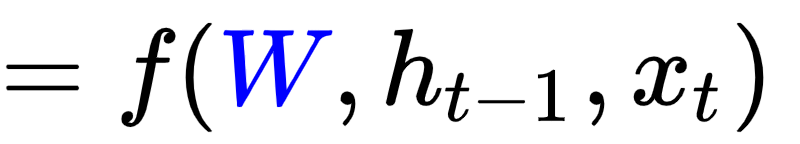 = f(W, h_{t-1}, x_t)